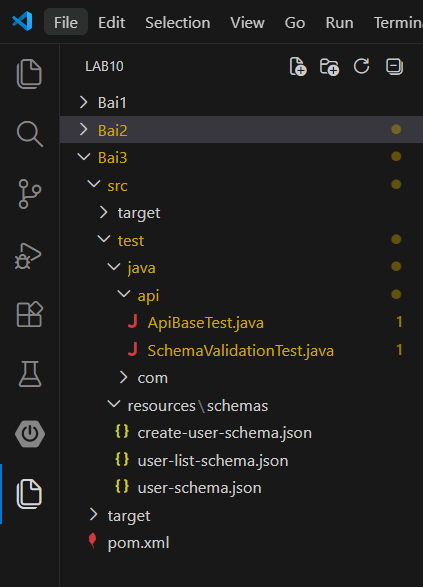 File Edit Selection View Go Run Termina
LAB10
Bai1
Bai2
Bai3
src
target
test
java
api
ApiBaseTest.java 1
SchemaValidationTest.java 1
com
resources\schemas
create-user-schema.json
user-list-schema.json
user-schema.json
target
pom.xml